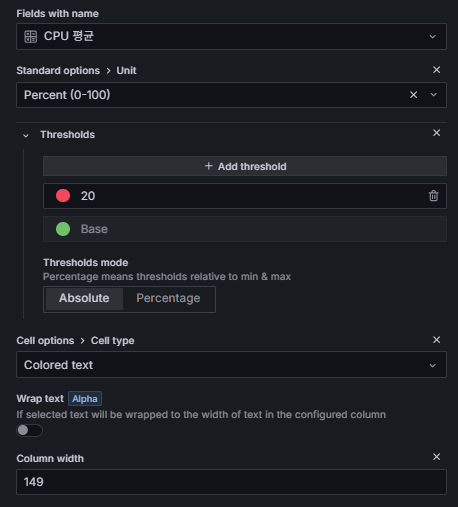 Fields with name
CPU 평균
Standard options > Unit
Percent (0-100)
Thresholds
+ Add threshold
20
Base
Thresholds mode
Percentage means thresholds relative to min & max
Absolute Percentage
Cell options > Cell type
Colored text
Wrap text Alpha
If selected text will be wrapped to the width of text in the configured column
Column width
149